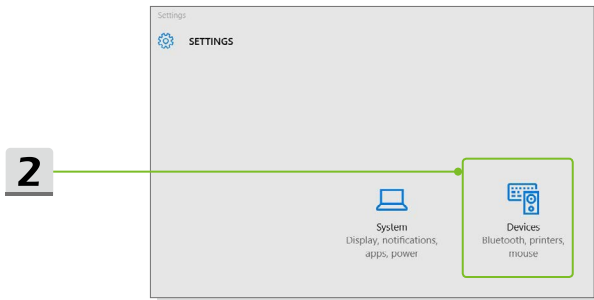 Settings
SETTINGS
2
System
Display, notifications,
apps, power
Devices
Bluetooth, printers,
mouse